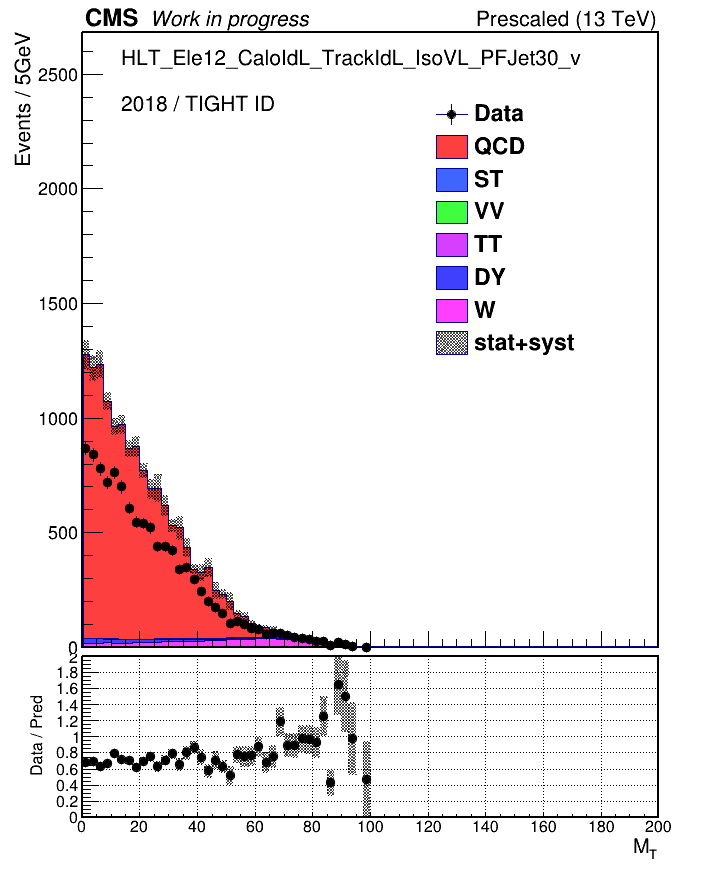 CMS Work in progress Prescaled (13 TeV)
Events / 5GeV
HLT_Ele12_CaloIdL_TrackIdL_IsoVL_PFJet30_v
2018 / TIGHT ID
Data
QCD
ST
VV
TT
DY
W
stat+syst
2500
2000
1500
1000
500
0
Data / Pred
2
1.8
1.6
1.4
1.2
1
0.8
0.6
0.4
0.2
0
0 20 40 60 80 100 120 140 160 180 200
M_T